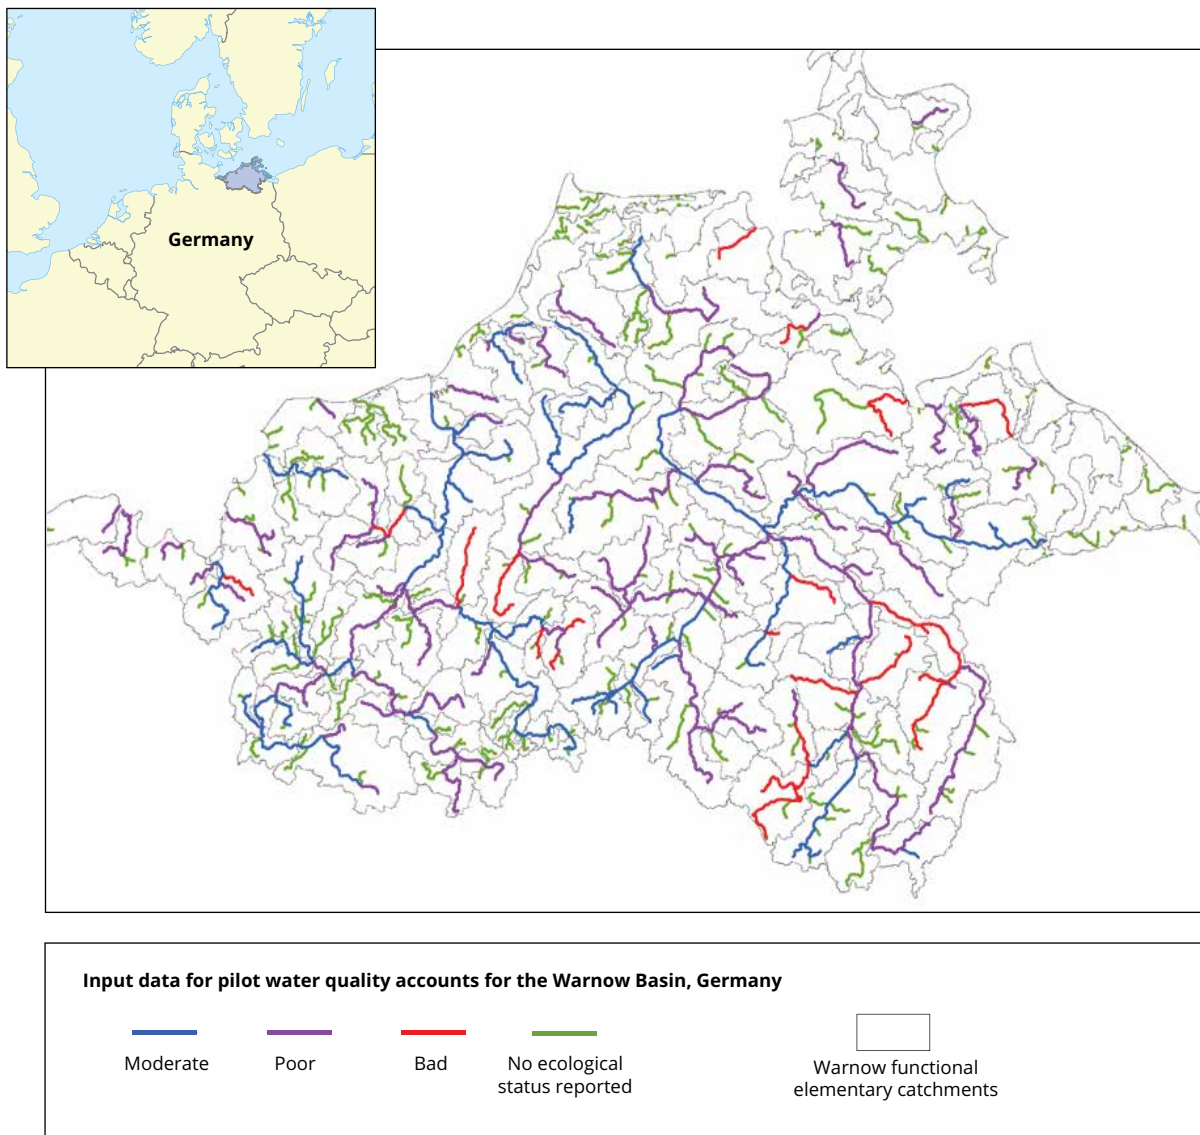 Germany
Input data for pilot water quality accounts for the Warnow Basin, Germany
Moderate
Poor
Bad
No ecological
status reported
Warnow functional
elementary catchments